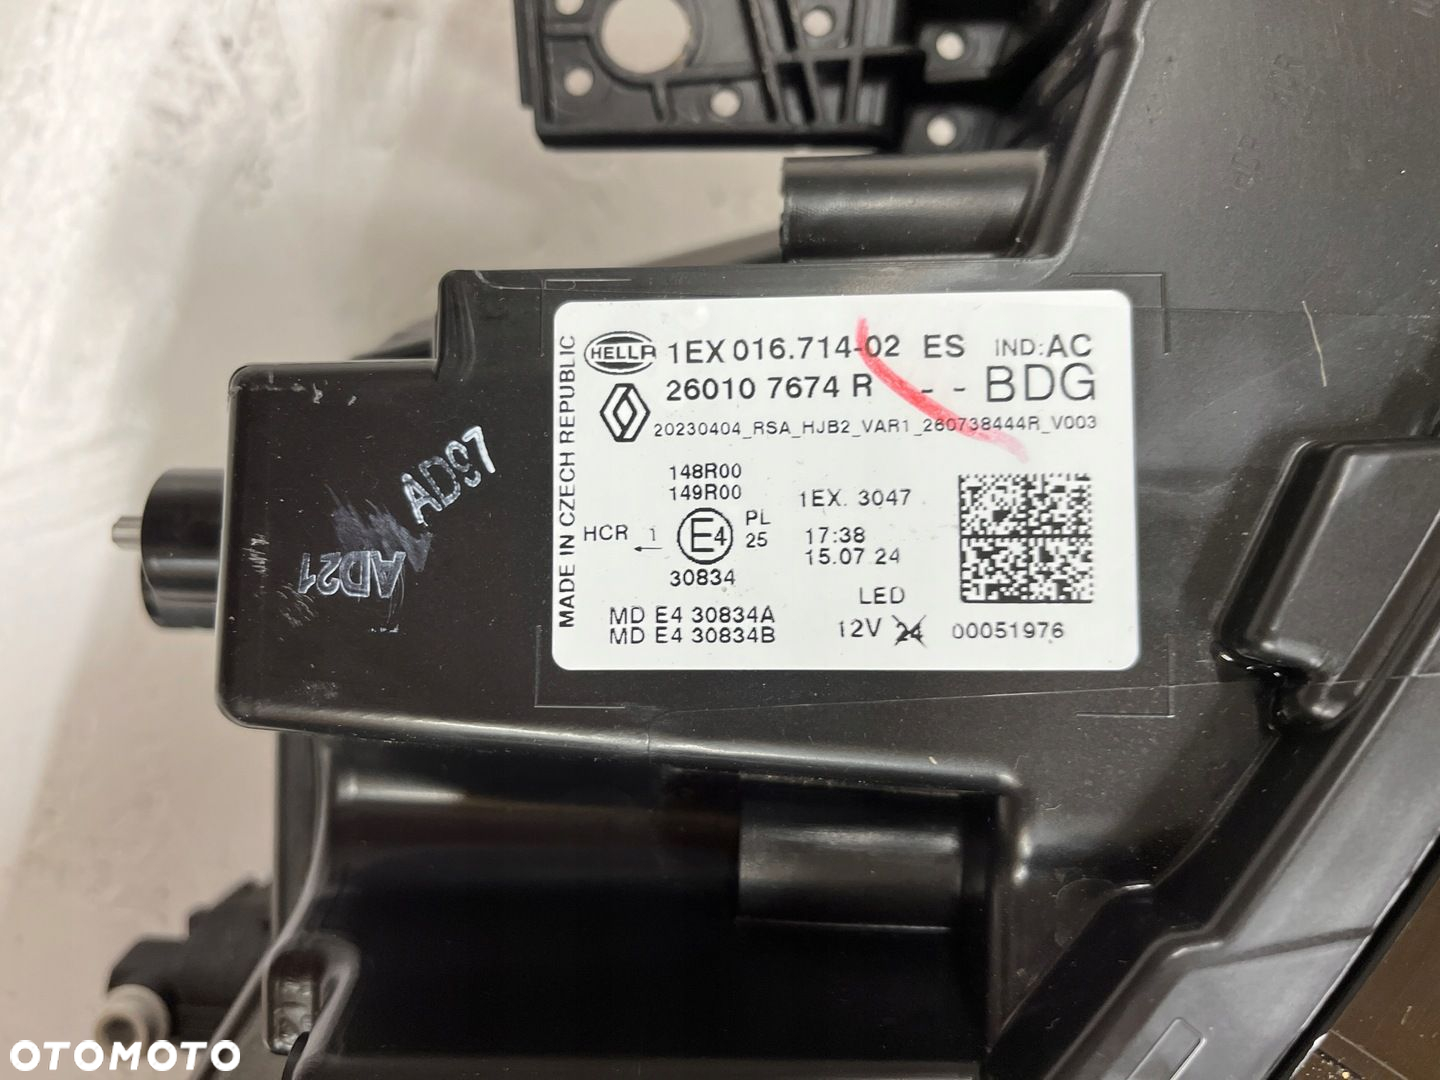 MADE IN CZECH REPUBLIC
HELLA 1EX 016.714-02 ES IND: AC
260107674 R - - BDG
20230404_RSA_HJB2_VAR1_260738444R_V003
148R00
149R00
1EX. 3047
HCR 1 E4 PL 25
17:38
15.07 24
30834
LED
MD E4 30834A
MD E4 30834B
12V 24 00051976
AD97
AD21
OTOMOTO